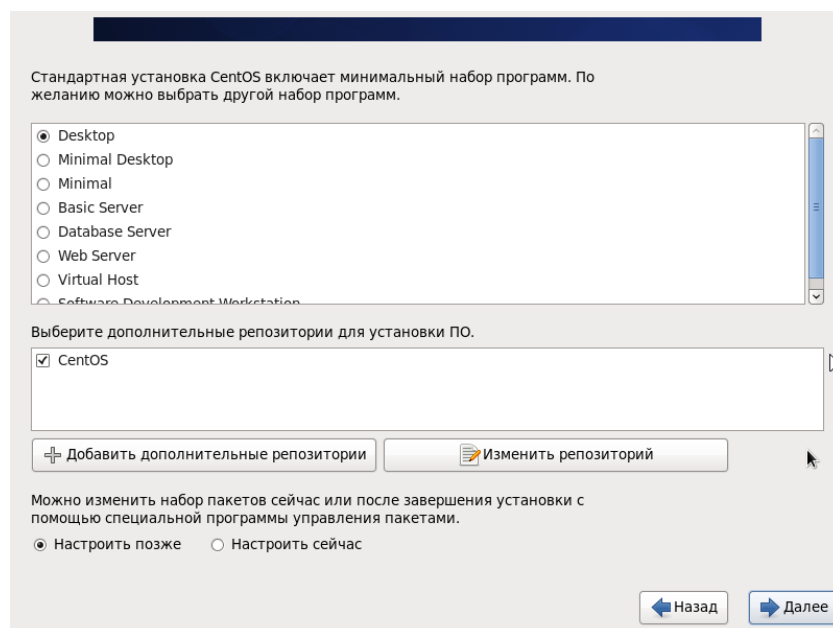 Стандартная установка CentOS включает минимальный набор программ. По
желанию можно выбрать другой набор программ.
Desktop
Minimal Desktop
Minimal
Basic Server
Database Server
Web Server
Virtual Host
Software Development Workstation
Выберите дополнительные репозитории для установки ПО.
CentOS
Добавить дополнительные репозитории
Изменить репозиторий
Можно изменить набор пакетов сейчас или после завершения установки с
помощью специальной программы управления пакетами.
Настроить позже
Настроить сейчас
Назад
Далее